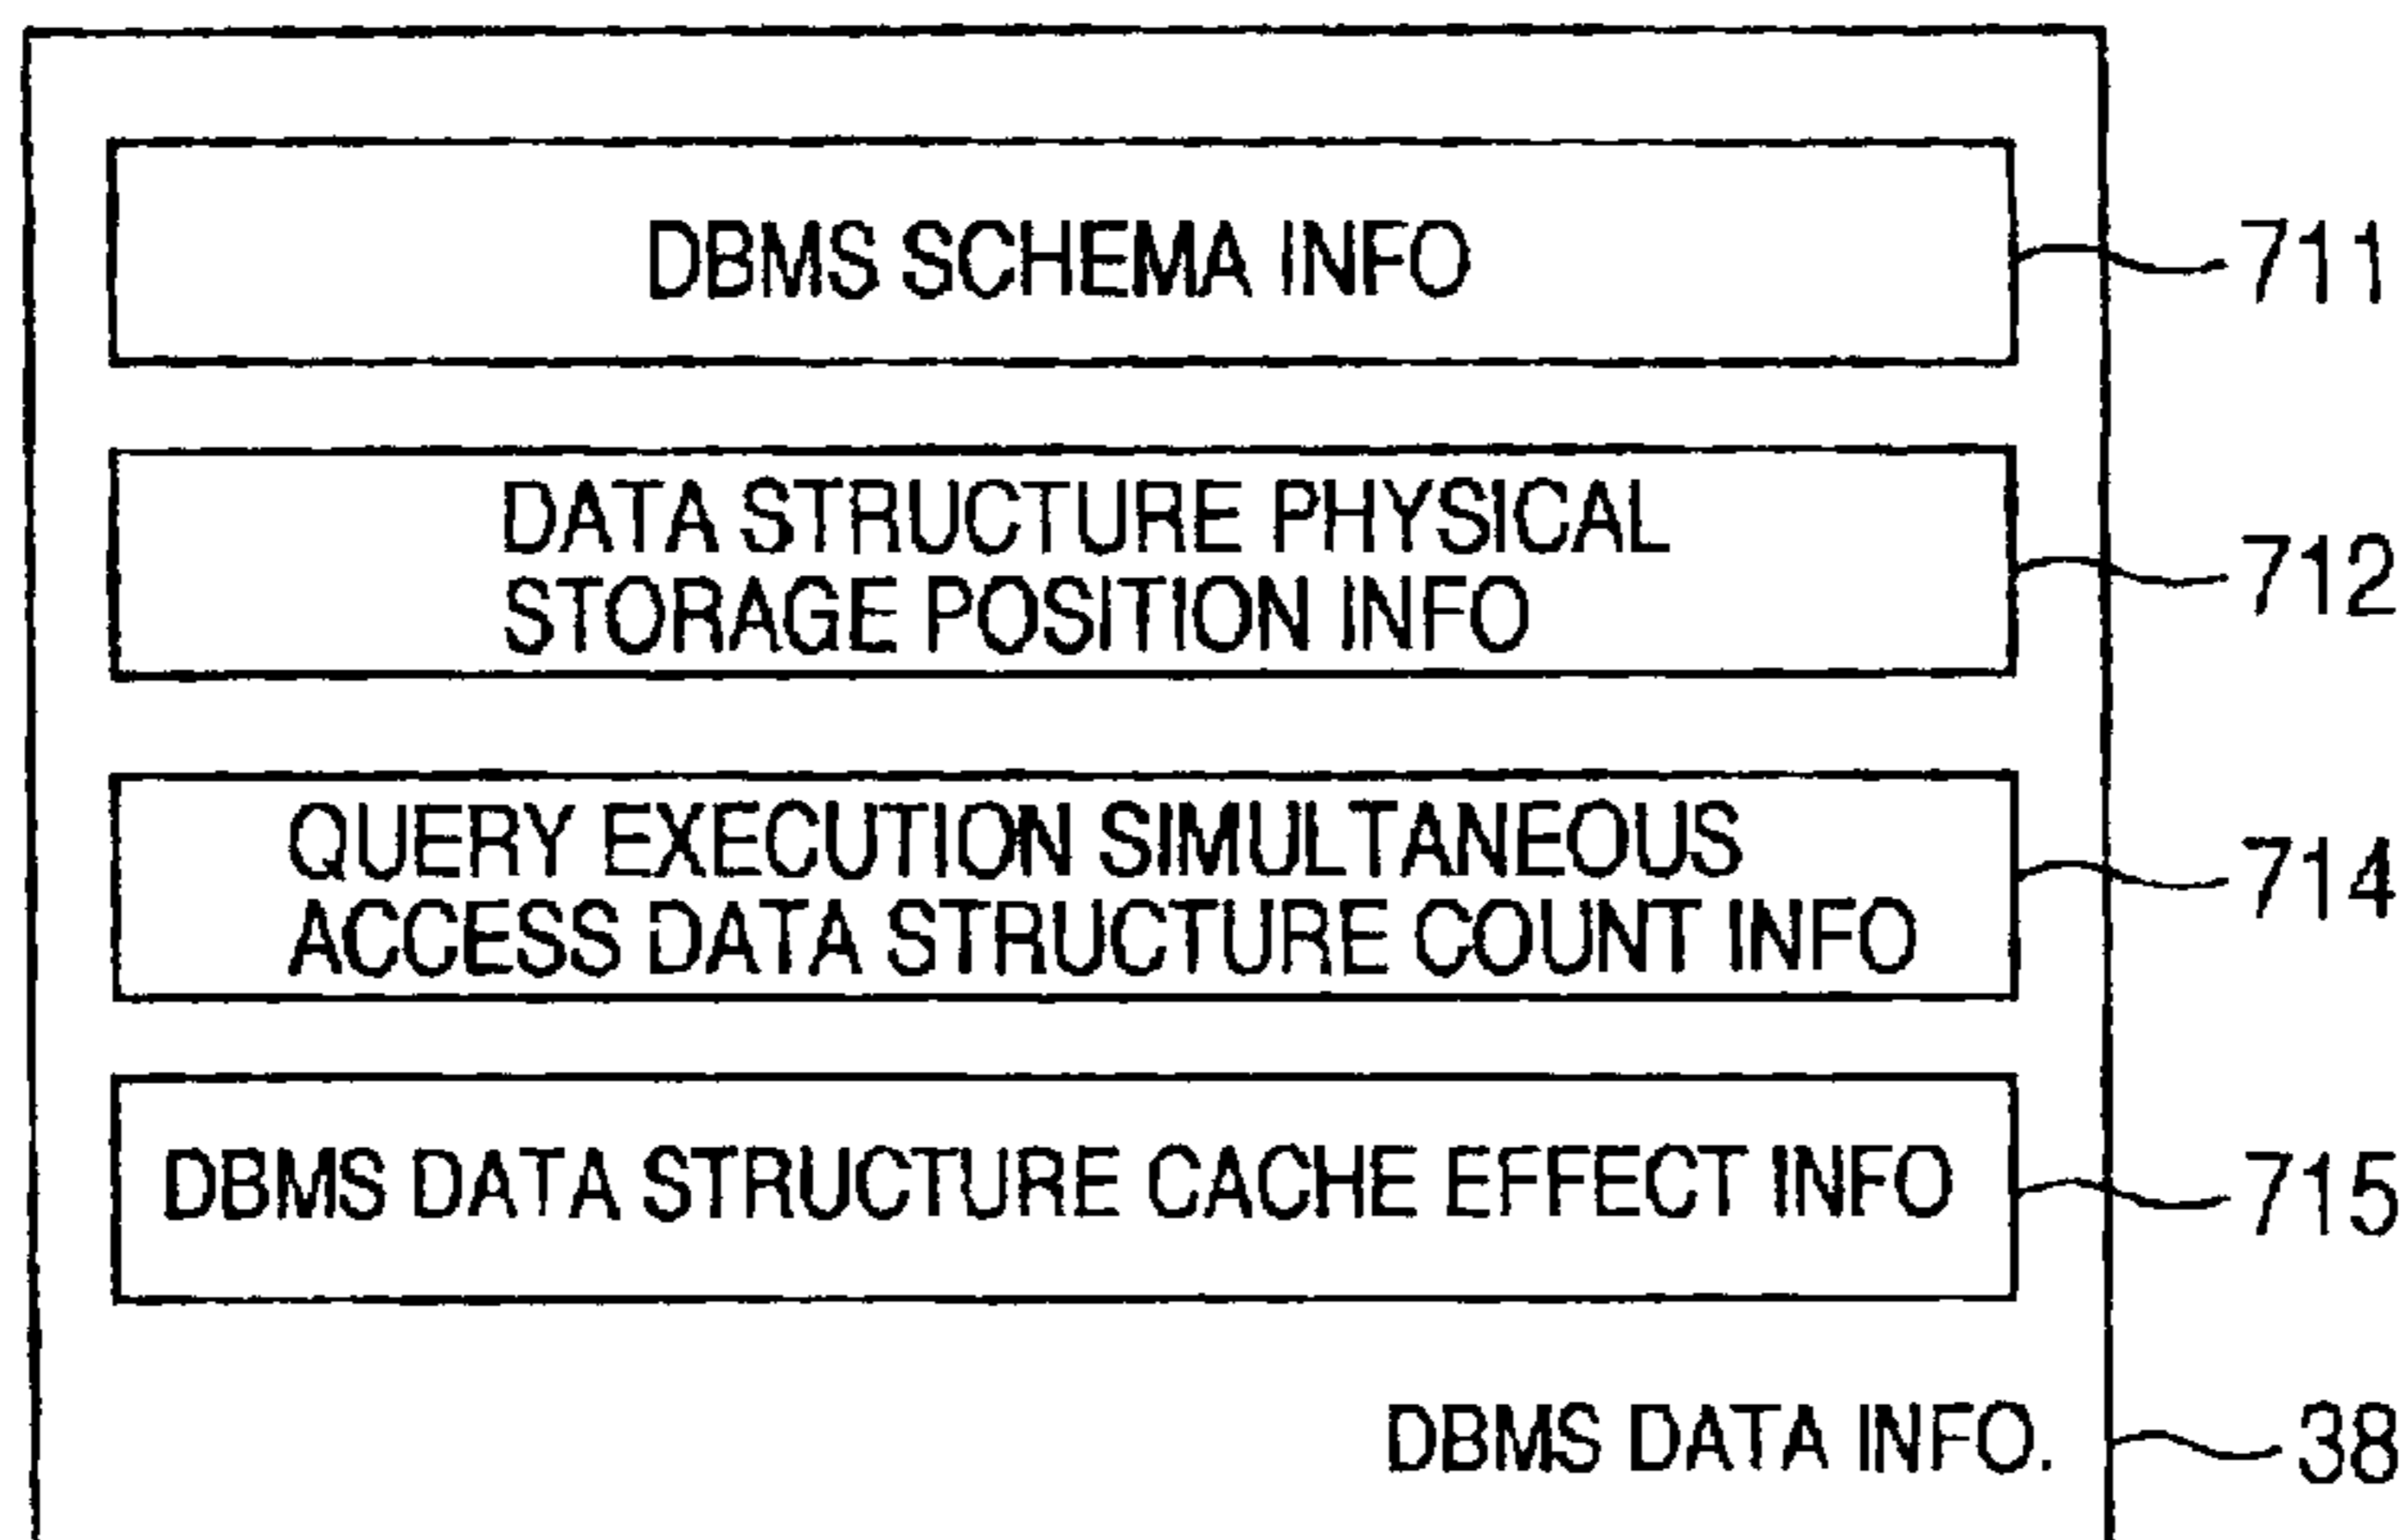 DBMS SCHEMA INFO
711
DATA STRUCTURE PHYSICAL
STORAGE POSITION INFO
712
QUERY EXECUTION SIMULTANEOUS
ACCESS DATA STRUCTURE COUNT INFO
714
DBMS DATA STRUCTURE CACHE EFFECT INFO
715
DBMS DATA INFO.
38